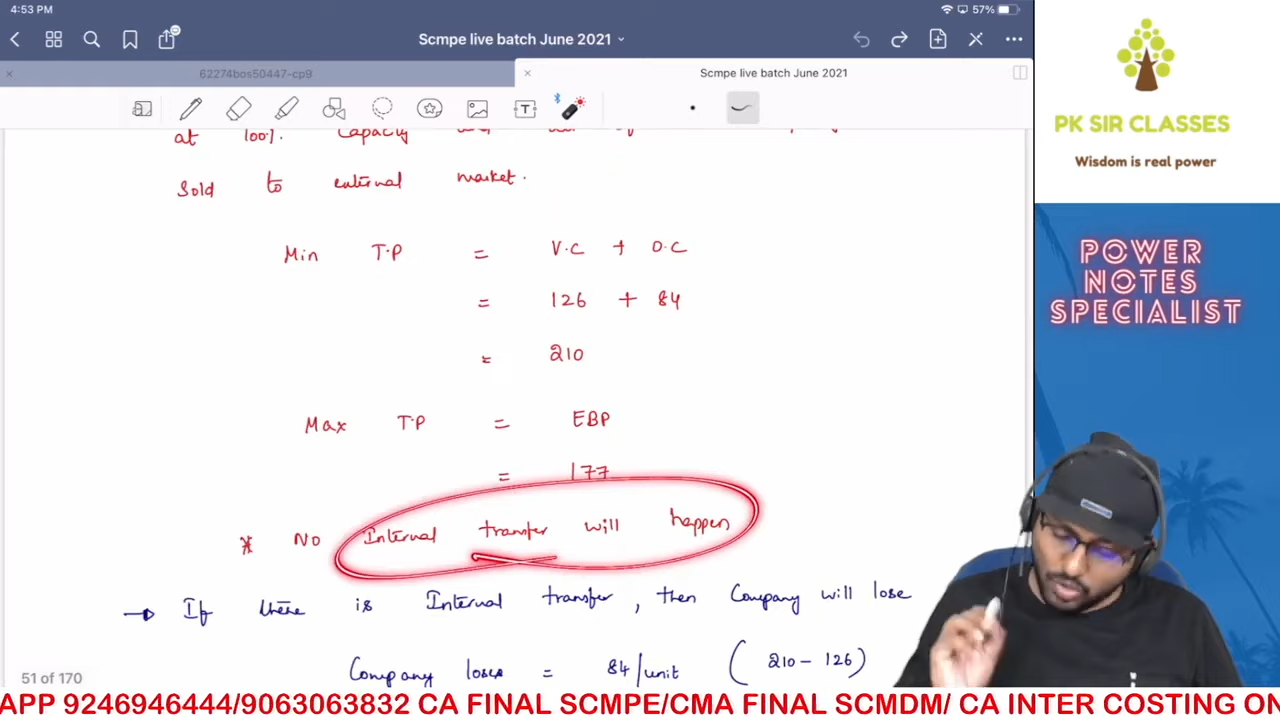 4:53 PM
57%
Scmpe live batch June 2021
62274bos50447-cp9
Scmpe live batch June 2021
at 100%. Capacity
Sold to external market.
Min T.P = V.C + O.C
= 126 + 84
= 210
Max T.P = EBP
= 177
* No Internal transfer will happen
→ If there is Internal transfer, then Company will lose
Company loses = 84/unit (210 - 126)
51 of 170
PK SIR CLASSES
Wisdom is real power
POWER
NOTES
SPECIALIST
APP 9246946444/9063063832 CA FINAL SCMPE/CMA FINAL SCMDM/ CA INTER COSTING ON